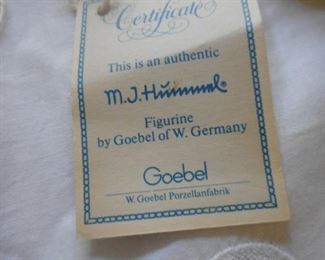 Certificate
This is an authentic
M.J. Hummel®
Figurine
by Goebel of W. Germany
Goebel
W. Goebel Porzellanfabrik